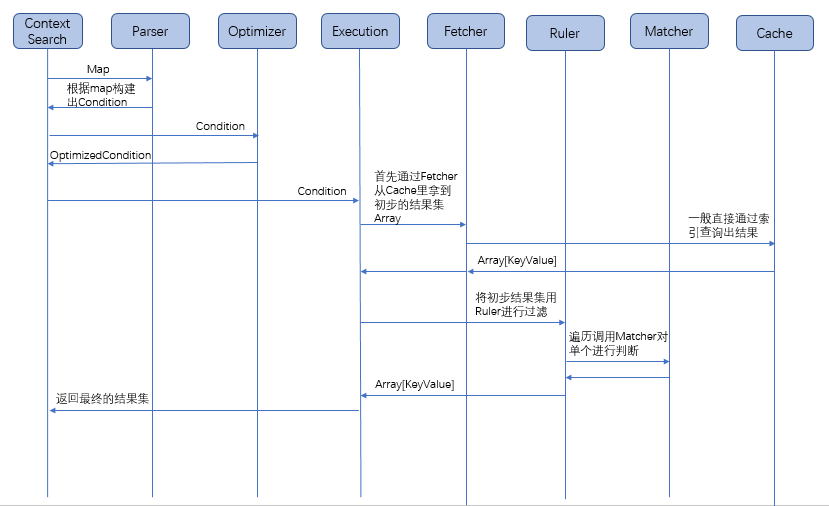 Context
Search
Parser
Optimizer
Execution
Fetcher
Ruler
Matcher
Cache
Map
根据map构建
出Condition
Condition
OptimizedCondition
Condition
首先通过Fetcher
从Cache里拿到
初步的结果集
Array
一般直接通过索
引查询出结果
Array[KeyValue]
将初步结果集用
Ruler进行过滤
遍历调用Matcher对
单个进行判断
Array[KeyValue]
返回最终的结果集